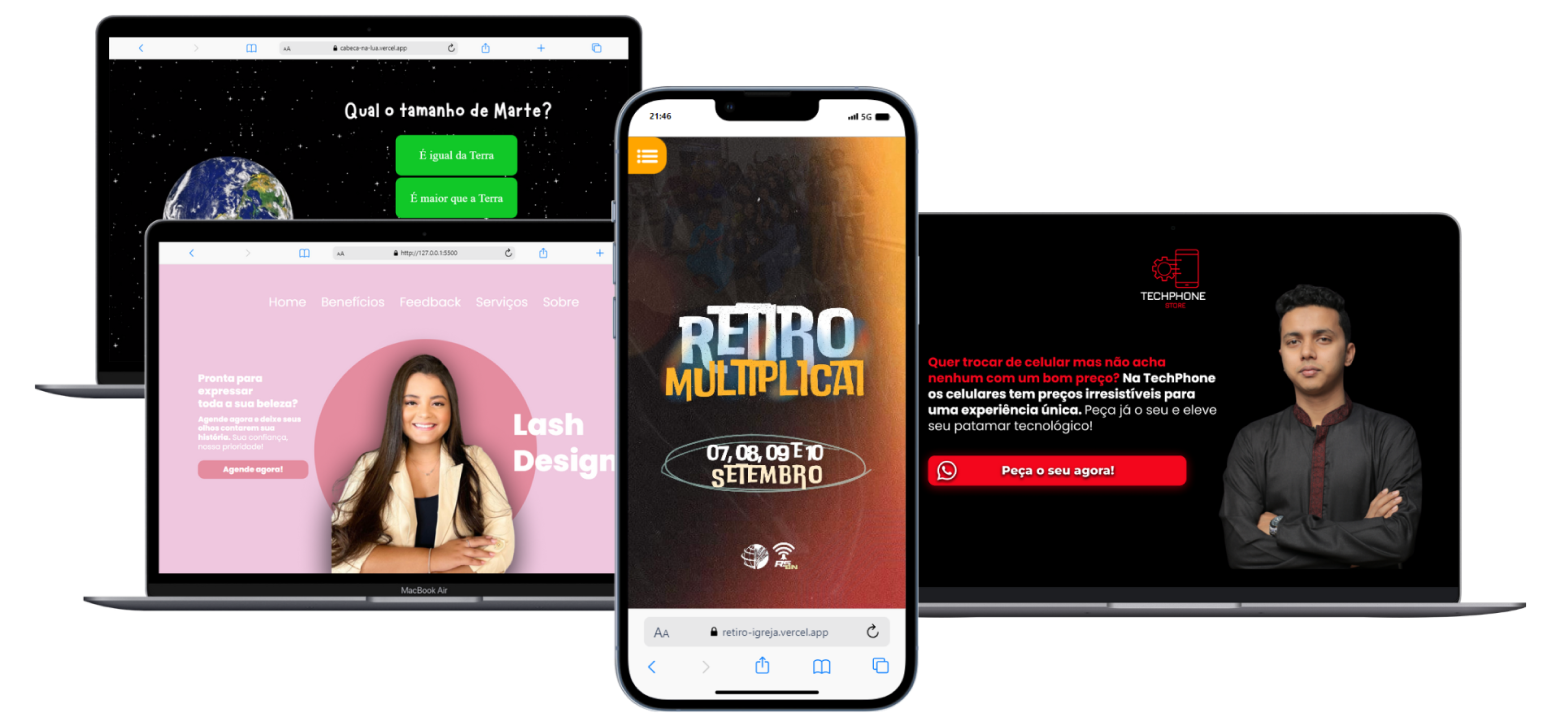 AA cabeca-na-lua.vercel.app
Qual o tamanho de Marte?
É igual da Terra
É maior que a Terra
AA http://127.0.0.1:5500
Home Benefícios Feedback Serviços Sobre
Pronta para
expressar
toda a sua beleza?
Agende agora e deixe seus
olhos contarem sua
história. Sua confiança,
nossa prioridade!
Agende agora!
Lash
Design
MacBook Air
21:46 5G
RETIRO
MULTIPLICAI
07, 08, 09 E 10
SETEMBRO
AA retiro-igreja.vercel.app
TECHPHONE
STORE
Quer trocar de celular mas não acha
nenhum com um bom preço? Na TechPhone
os celulares tem preços irresistíveis para
uma experiência única. Peça já o seu e eleve
seu patamar tecnológico!
Peça o seu agora!